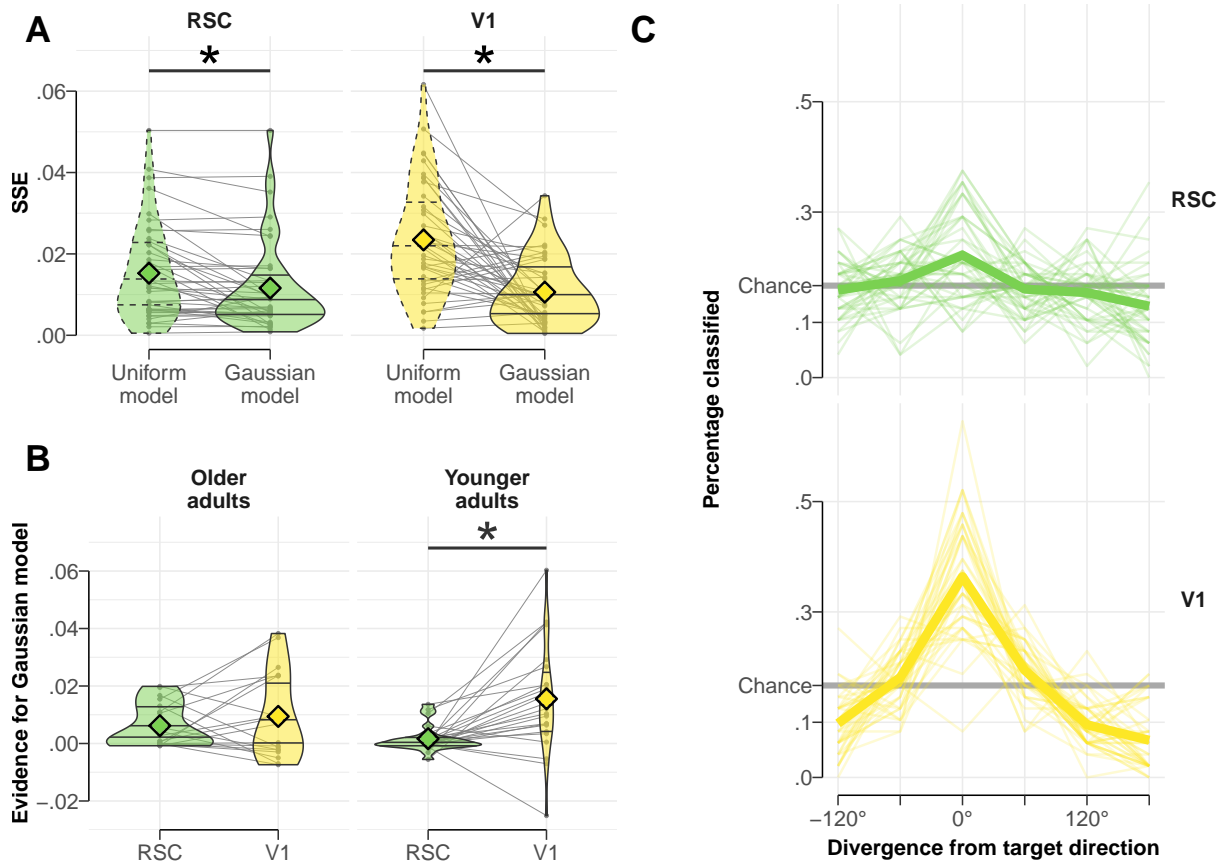 A
RSC
V1
*
*
SSE
.06
.04
.02
.00
Uniform
model
Gaussian
model
Uniform
model
Gaussian
model
B
Older
adults
Younger
adults
*
Evidence for Gaussian model
.06
.04
.02
0.00
−.02
RSC
V1
RSC
V1
C
Percentage classified
.5
.3
Chance
.1
.0
RSC
.5
.3
Chance
.1
.0
V1
−120°
0°
120°
Divergence from target direction